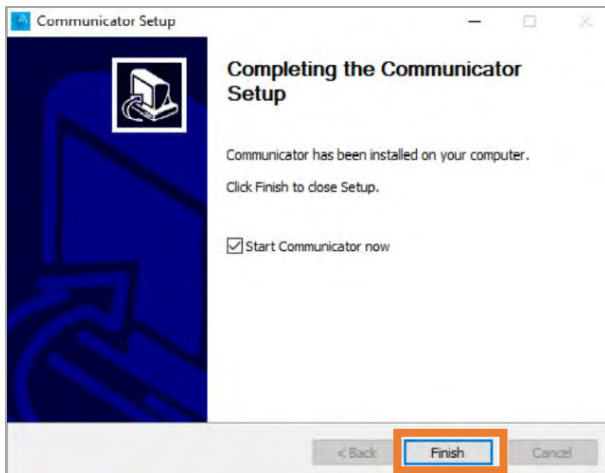 Communicator Setup
Completing the Communicator
Setup
Communicator has been installed on your computer.
Click Finish to close Setup.
Start Communicator now
< Back
Finish
Cancel